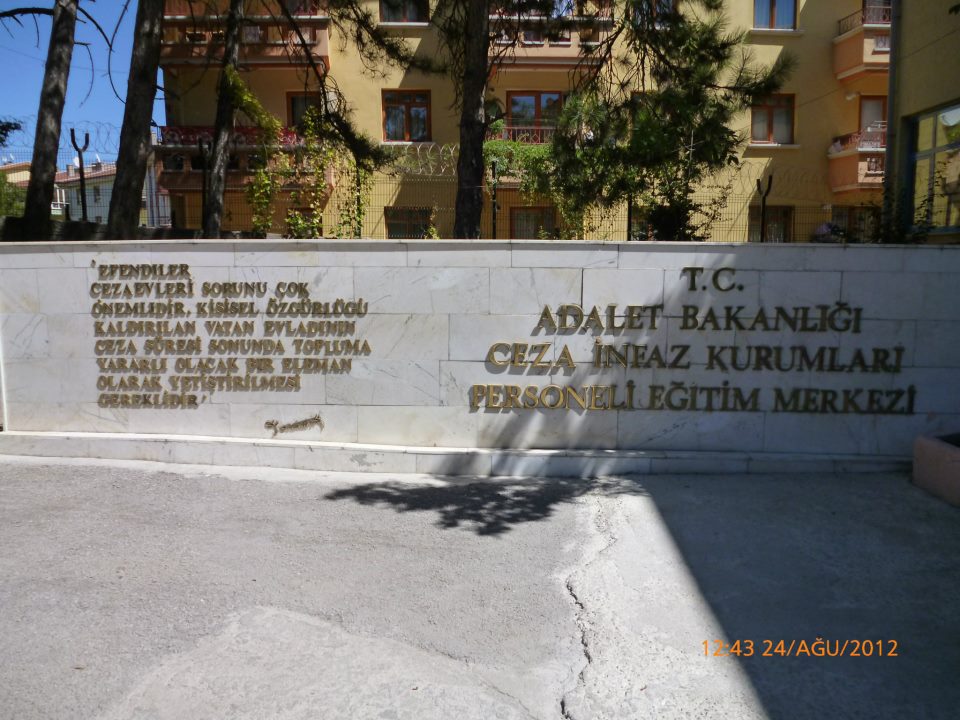 "EFENDİLER
CEZAEVLERİ SORUNU ÇOK
ÖNEMLİDİR, KİŞİSEL ÖZGÜRLÜĞÜ
KALDIRILAN VATAN EVLADININ
CEZA SÜRESİ SONUNDA TOPLUMA
YARARLI OLAÇAK BİR ELEMAN
OLARAK YETİŞTİRİLMESİ
GEREKLİDİR"
T.C.
ADALET BAKANLIĞI
CEZA İNFAZ KURUMLARI
PERSONELİ EĞİTİM MERKEZİ
12:43 24/AĞU/2012